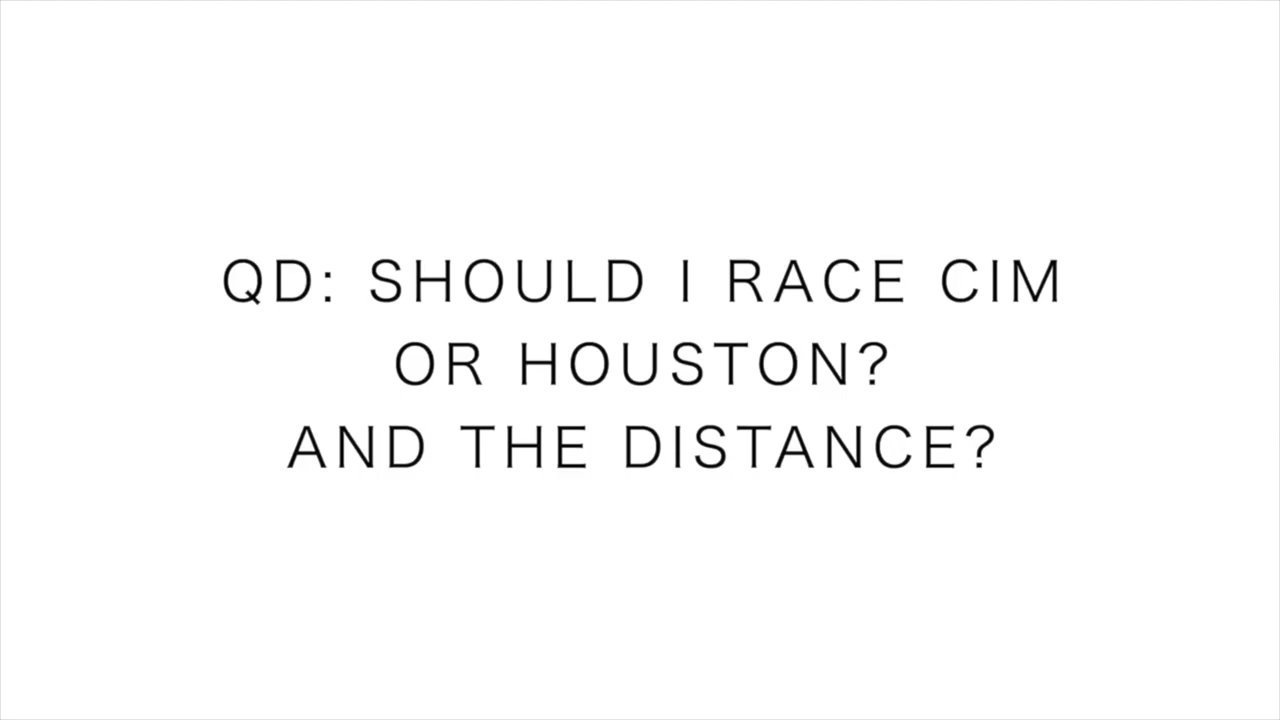 QD: SHOULD I RACE CIM
OR HOUSTON?
AND THE DISTANCE?